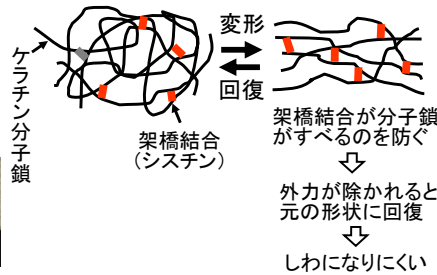 ケラチン分子鎖
架橋結合
(シスチン)
変形
回復
架橋結合が分子鎖
がすべるのを防ぐ
外力が除かれると
元の形状に回復
しわになりにくい